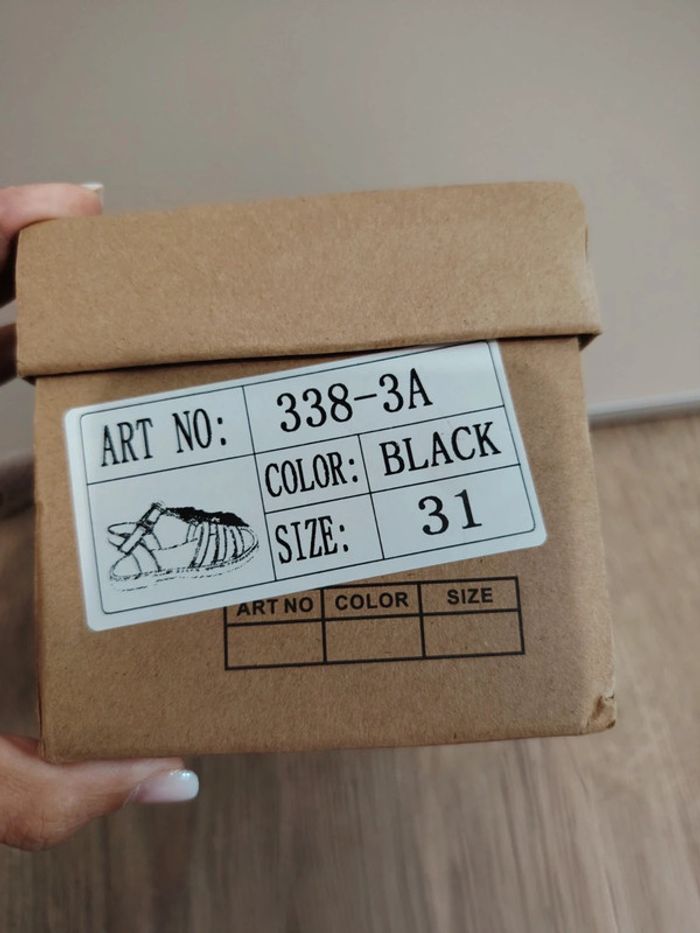 ART NO: 338-3A
COLOR: BLACK
SIZE: 31
ART NO COLOR SIZE